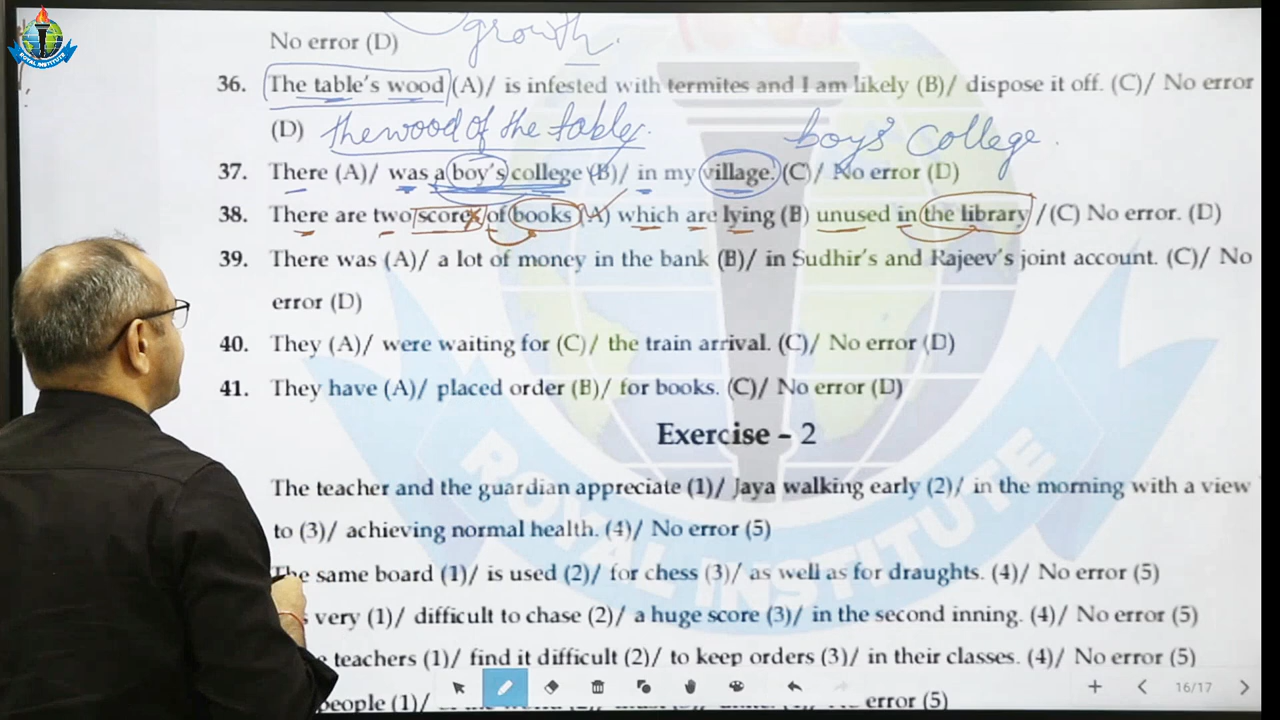 growth.
No error (D)
36. The table's wood (A)/ is infested with termites and I am likely (B)/ dispose it off. (C)/ No error
(D) the wood of the table. boys' college.
37. There (A)/ was a boy's college (B)/ in my village. (C)/ No error (D)
38. There are two scores of books (A) which are lying (B) unused in the library /(C) No error. (D)
39. There was (A)/ a lot of money in the bank (B)/ in Sudhir's and Rajeev's joint account. (C)/ No
error (D)
40. They (A)/ were waiting for (C)/ the train arrival. (C)/ No error (D)
41. They have (A)/ placed order (B)/ for books. (C)/ No error (D)
Exercise – 2
The teacher and the guardian appreciate (1)/ Jaya walking early (2)/ in the morning with a view
to (3)/ achieving normal health. (4)/ No error (5)
The same board (1)/ is used (2)/ for chess (3)/ as well as for draughts. (4)/ No error (5)
very (1)/ difficult to chase (2)/ a huge score (3)/ in the second inning. (4)/ No error (5)
teachers (1)/ find it difficult (2)/ to keep orders (3)/ in their classes. (4)/ No error (5)
people (1)/ error (5)
16/17
ROYAL INSTITUTE
ROYAL INSTITUTE